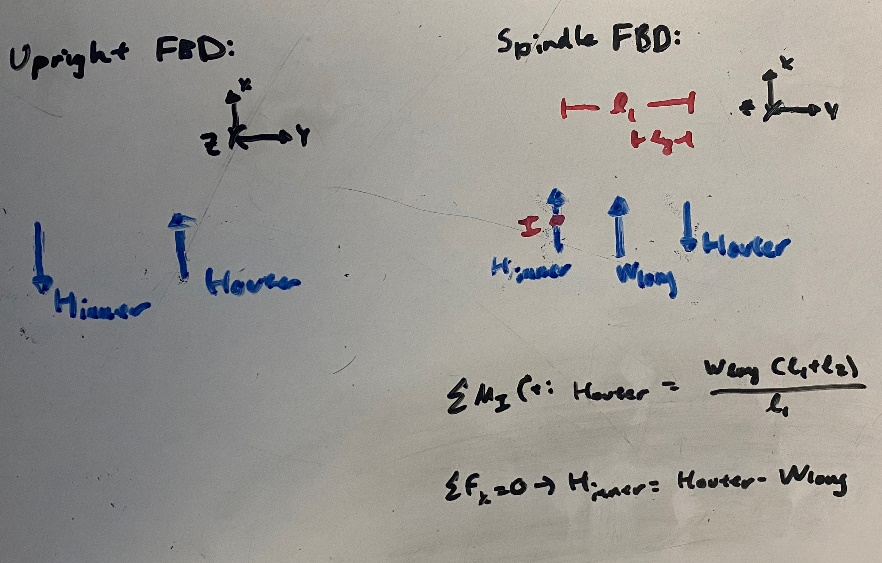 Upright FBD:
x
Z Y
Hinner
Houter
Spindle FBD:
x
z Y
l₁
l₂
I
Hinner
Wlong
Houter
ΣM_I (+: Houter = Wlong (l₁+l₂) / l₁
ΣFₓ=0 → Hinner = Houter - Wlong